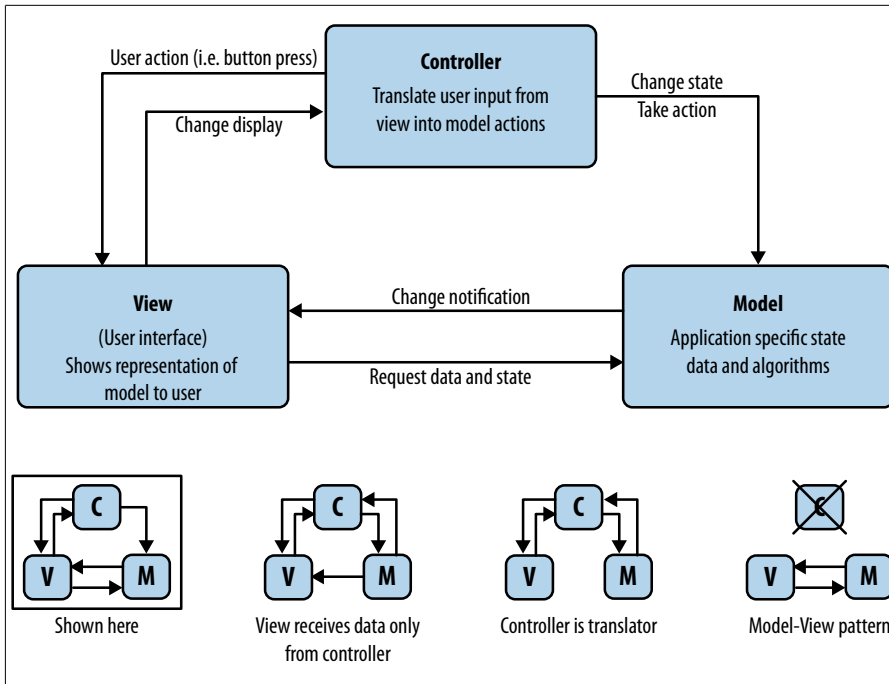 User action (i.e. button press)
Controller
Translate user input from
view into model actions
Change state
Take action
Change display
View
(User interface)
Shows representation of
model to user
Change notification
Request data and state
Model
Application specific state
data and algorithms
C
V
M
Shown here
C
V
M
View receives data only
from controller
C
V
M
Controller is translator
C
V
M
Model-View pattern